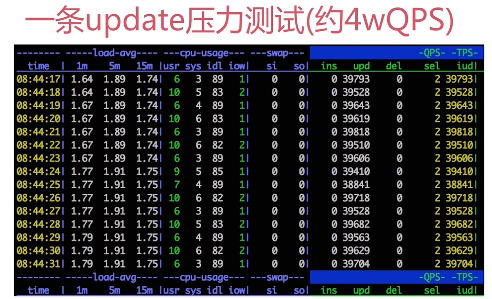 一条update压力测试(约4wQPS)
-------- -----load-avg---- ---cpu-usage--- ---swap--- -QPS- -TPS-
time | 1m 5m 15m |usr sys idl iow| si so| ins upd del sel iud|
08:44:17| 1.64 1.89 1.74| 6 3 89 1| 0 0| 0 39793 0 2 39793|
08:44:18| 1.64 1.89 1.74| 10 5 83 2| 0 0| 0 39528 0 2 39528|
08:44:19| 1.67 1.89 1.74| 6 4 89 1| 0 0| 0 39643 0 2 39643|
08:44:20| 1.67 1.89 1.74| 10 6 83 1| 0 0| 0 39619 0 2 39619|
08:44:21| 1.67 1.89 1.74| 6 3 89 1| 0 0| 0 39818 0 2 39818|
08:44:22| 1.67 1.89 1.74| 10 6 82 2| 0 0| 0 39510 0 2 39510|
08:44:23| 1.67 1.89 1.74| 6 3 89 1| 0 0| 0 39606 0 2 39606|
08:44:24| 1.77 1.91 1.75| 9 5 85 1| 0 0| 0 39410 0 2 39410|
08:44:25| 1.77 1.91 1.75| 7 4 89 1| 0 0| 0 38841 0 2 38841|
08:44:26| 1.77 1.91 1.75| 10 6 82 2| 0 0| 0 39718 0 2 39718|
08:44:27| 1.77 1.91 1.75| 6 3 89 1| 0 0| 0 39528 0 2 39528|
08:44:28| 1.77 1.91 1.75| 10 5 83 2| 0 0| 0 39682 0 2 39682|
08:44:29| 1.79 1.91 1.75| 6 4 89 1| 0 0| 0 39563 0 2 39563|
08:44:30| 1.79 1.91 1.75| 10 6 82 2| 0 0| 0 39629 0 2 39629|
08:44:31| 1.79 1.91 1.75| 6 3 89 1| 0 0| 0 39704 0 2 39704|
-------- -----load-avg---- ---cpu-usage--- ---swap--- -QPS- -TPS-
time | 1m 5m 15m |usr sys idl iow| si so| ins upd del sel iud|